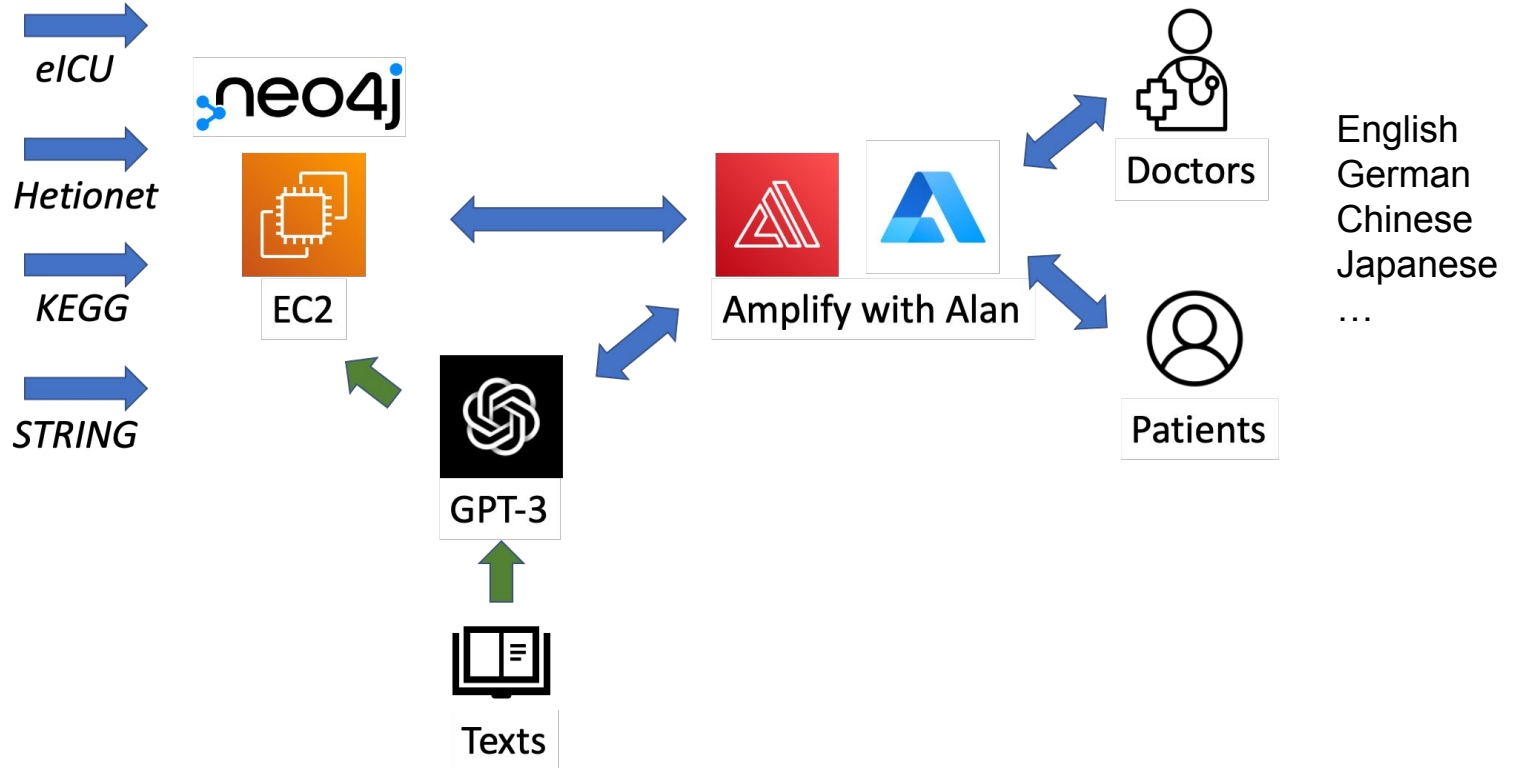 eICU
Hetionet
KEGG
STRING
neo4j
EC2
GPT-3
Texts
Amplify with Alan
Doctors
Patients
English
German
Chinese
Japanese
…